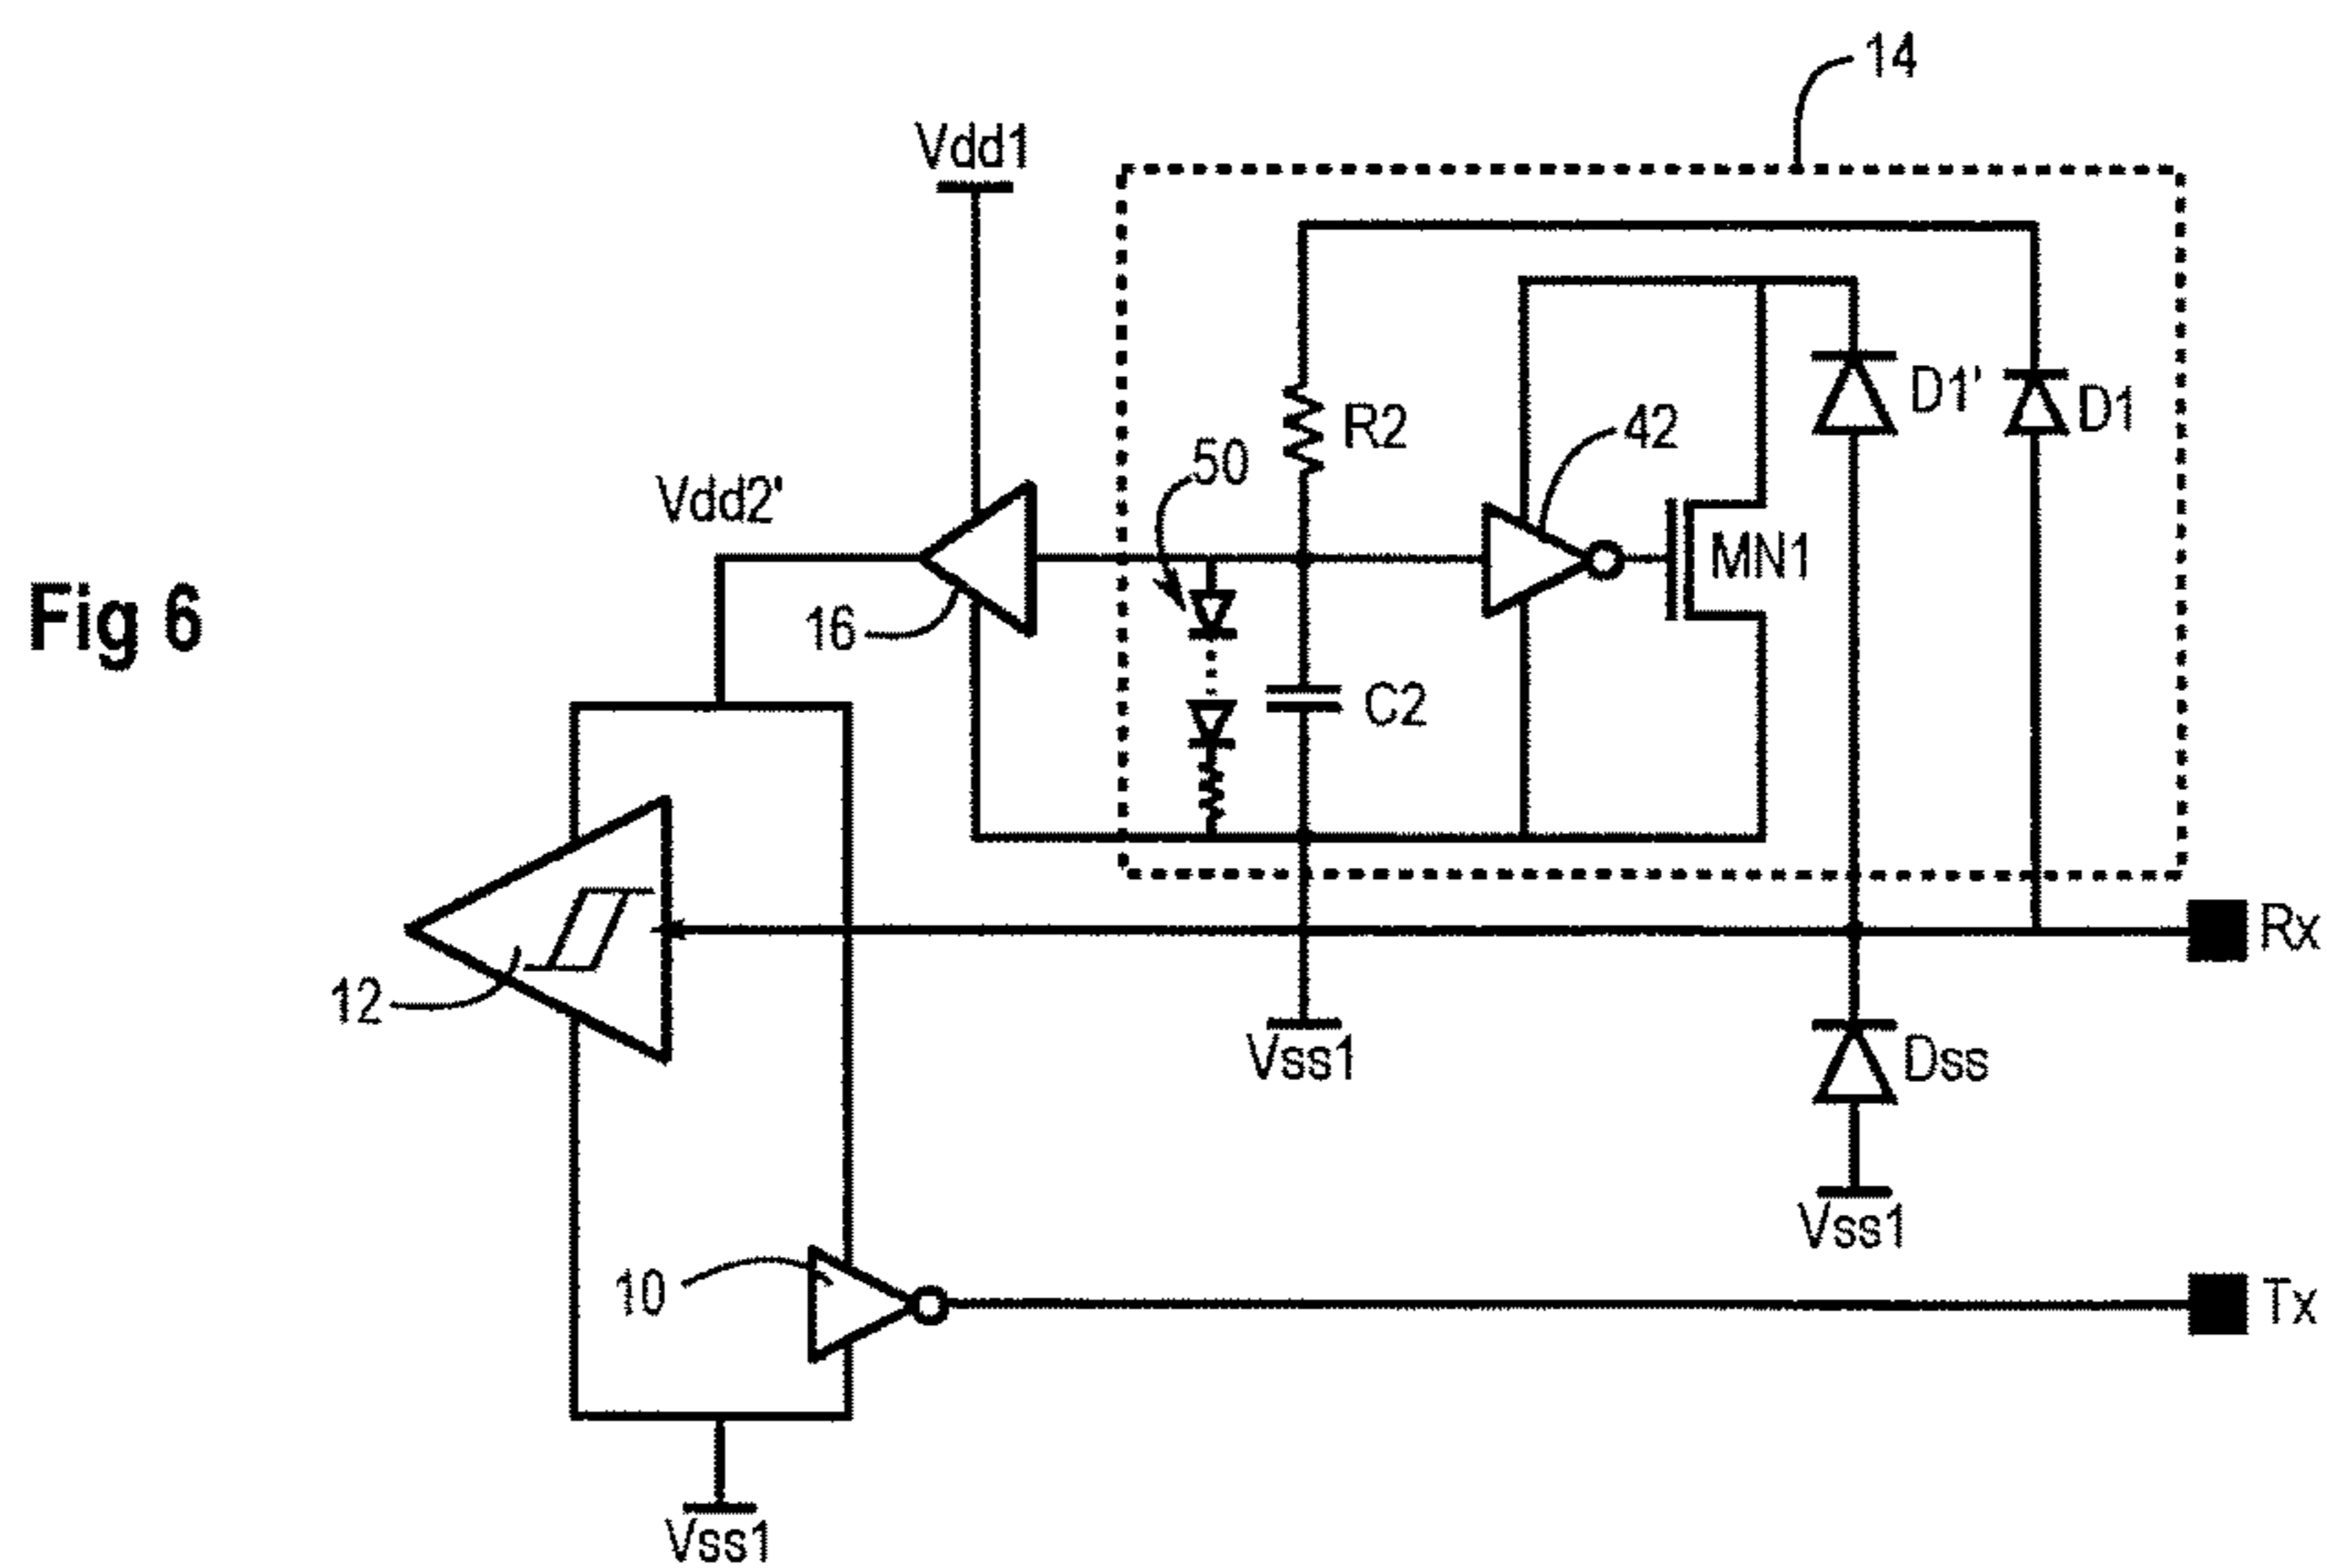 14
Vdd1
D1'
D1
R2
42
50
Vdd2'
MN1
Fig 6
16
C2
Rx
12
Vss1
Dss
Vss1
10
Tx
Vss1